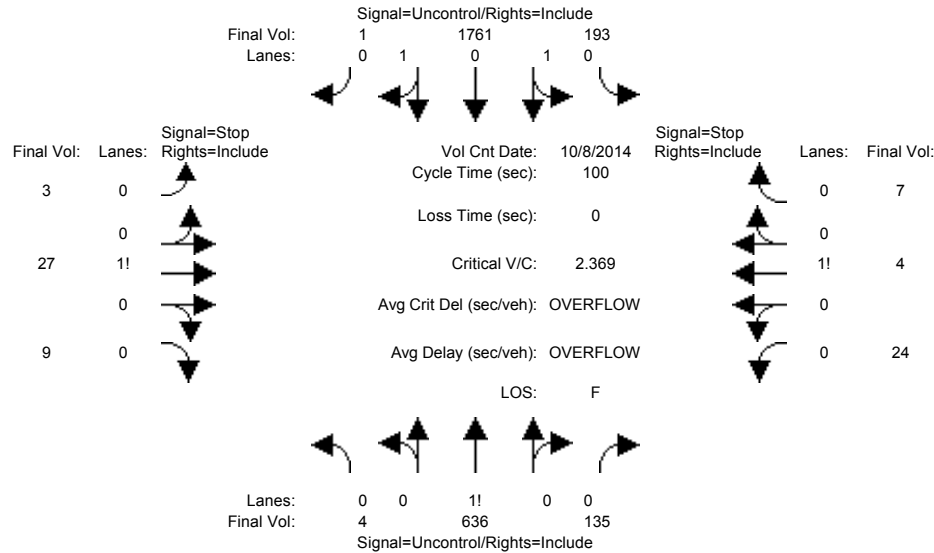 Signal=Uncontrol/Rights=Include
Final Vol: 1 1761 193
Lanes: 0 1 0 1 0
Signal=Stop Signal=Stop
Final Vol: Lanes: Rights=Include Vol Cnt Date: 10/8/2014 Rights=Include Lanes: Final Vol:
Cycle Time (sec): 100
3 0 0 7
Loss Time (sec): 0
0 0
27 1! Critical V/C: 2.369 1! 4
0 Avg Crit Del (sec/veh): OVERFLOW 0
9 0 Avg Delay (sec/veh): OVERFLOW 0 24
LOS: F
Lanes: 0 0 1! 0 0
Final Vol: 4 636 135
Signal=Uncontrol/Rights=Include